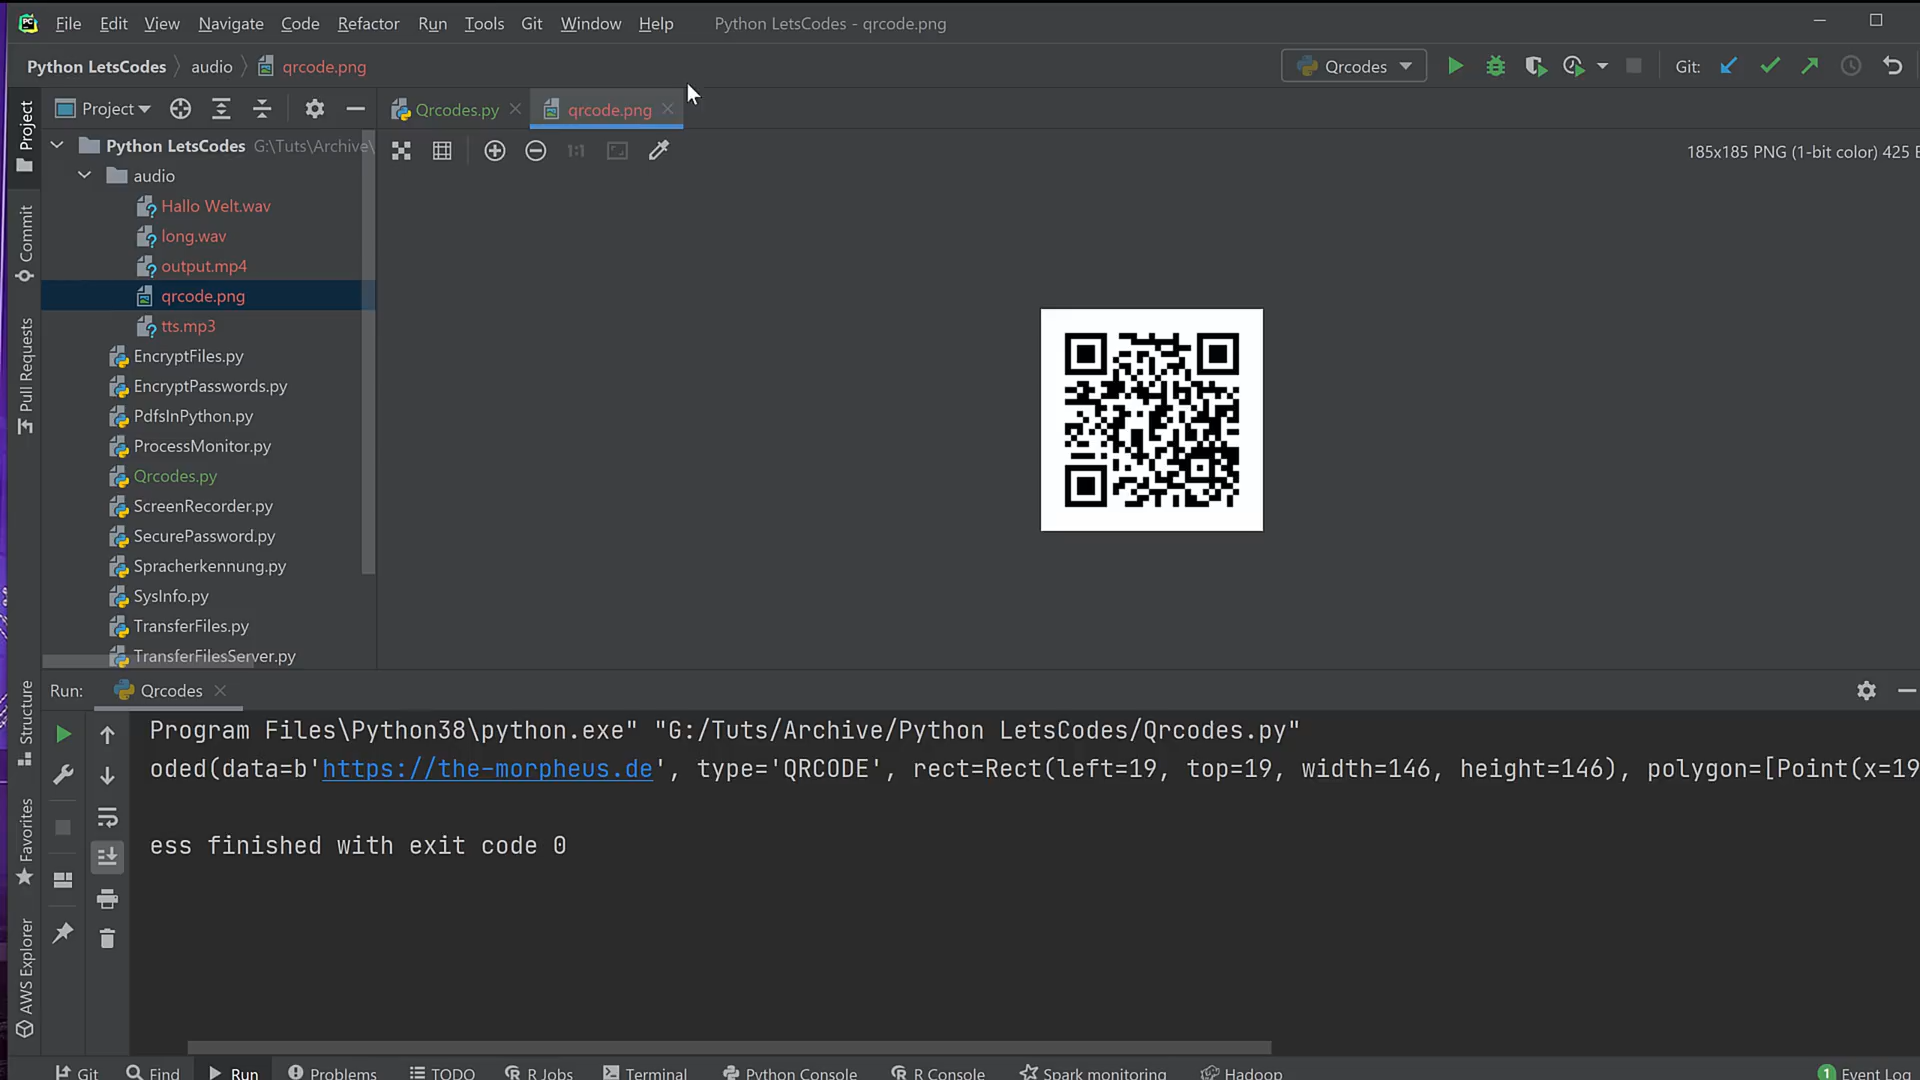 File Edit View Navigate Code Refactor Run Tools Git Window Help Python LetsCodes - qrcode.png
Python LetsCodes audio qrcode.png Qrcodes Git:
Project Qrcodes.py qrcode.png
185x185 PNG (1-bit color) 425
Python LetsCodes G:\Tuts\Archive\
audio
Hallo Welt.wav
long.wav
output.mp4
qrcode.png
tts.mp3
EncryptFiles.py
EncryptPasswords.py
PdfsInPython.py
ProcessMonitor.py
Qrcodes.py
ScreenRecorder.py
SecurePassword.py
Spracherkennung.py
SysInfo.py
TransferFiles.py
TransferFilesServer.py
Project
Commit
Pull Requests
Structure
Favorites
AWS Explorer
Run: Qrcodes
Program Files\Python38\python.exe" "G:/Tuts/Archive/Python LetsCodes/Qrcodes.py"
oded(data=b'https://the-morpheus.de', type='QRCODE', rect=Rect(left=19, top=19, width=146, height=146), polygon=[Point(x=19
ess finished with exit code 0
Git Find Run Problems TODO R Jobs Terminal Python Console R Console Spark monitoring Hadoop 1 Event Log